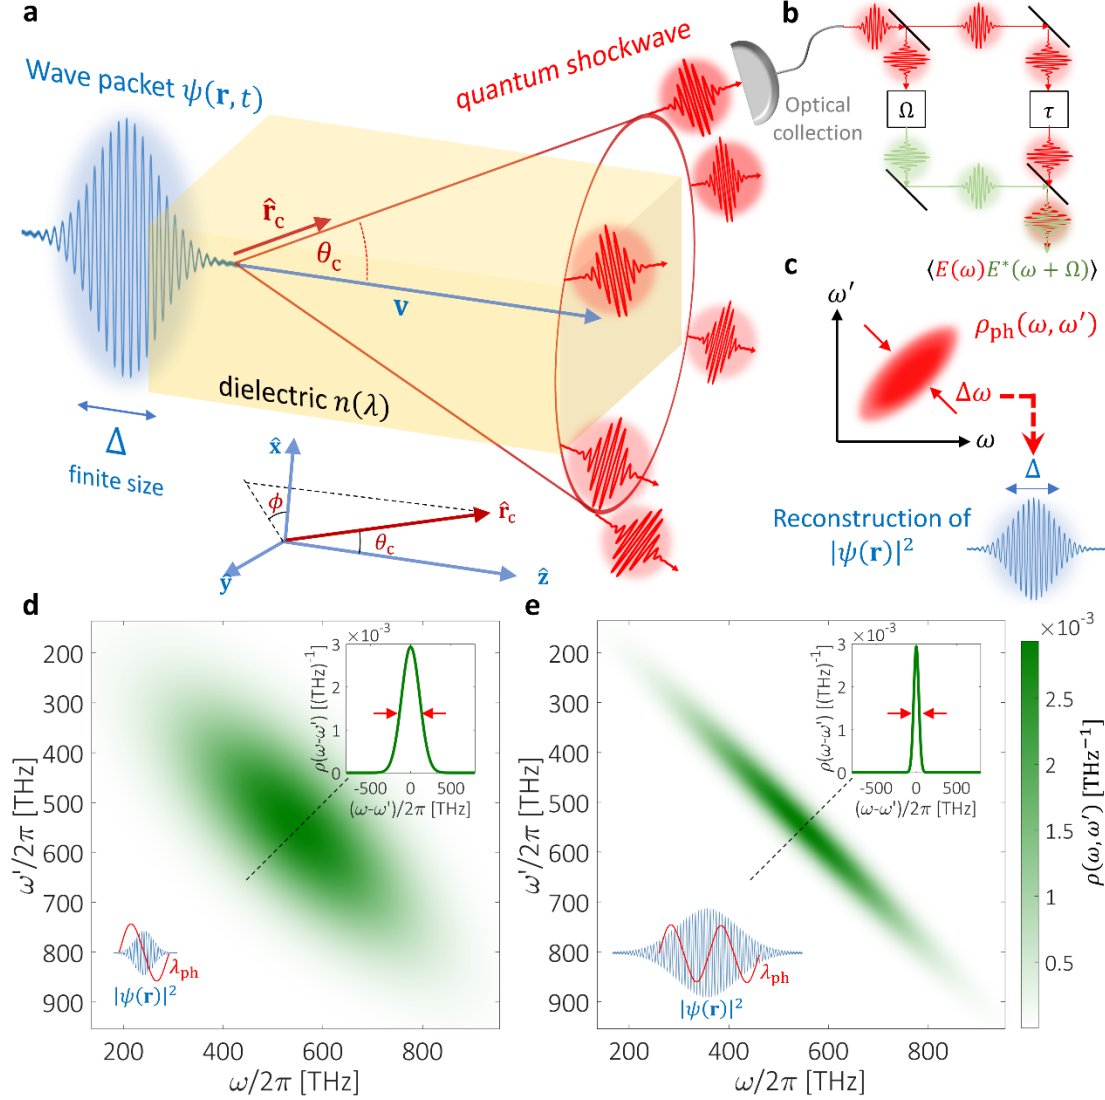 a
Wave packet ψ(𝐫, t)
quantum shockwave
r̂c
θc
𝐯
dielectric n(λ)
Δ
finite size
x̂
ϕ
r̂c
θc
ŷ
ẑ
Optical
collection
b
Ω
τ
⟨E(ω)E*(ω + Ω)⟩
c
ω′
ρph(ω, ω′)
Δω
ω
Δ
Reconstruction of
|ψ(𝐫)|²
d
ω'/2π [THz]
200
300
400
500
600
700
800
900
×10⁻³
ρ(ω-ω') [(THz)⁻¹]
3
2
1
0
-500 0 500
(ω-ω')/2π [THz]
λph
|ψ(𝐫)|²
200 400 600 800
ω/2π [THz]
e
200
300
400
500
600
700
800
900
×10⁻³
ρ(ω-ω') [(THz)⁻¹]
3
2
1
0
-500 0 500
(ω-ω')/2π [THz]
λph
|ψ(𝐫)|²
200 400 600 800
ω/2π [THz]
×10⁻³
2.5
2
1.5
1
0.5
ρ(ω, ω′) [THz⁻¹]